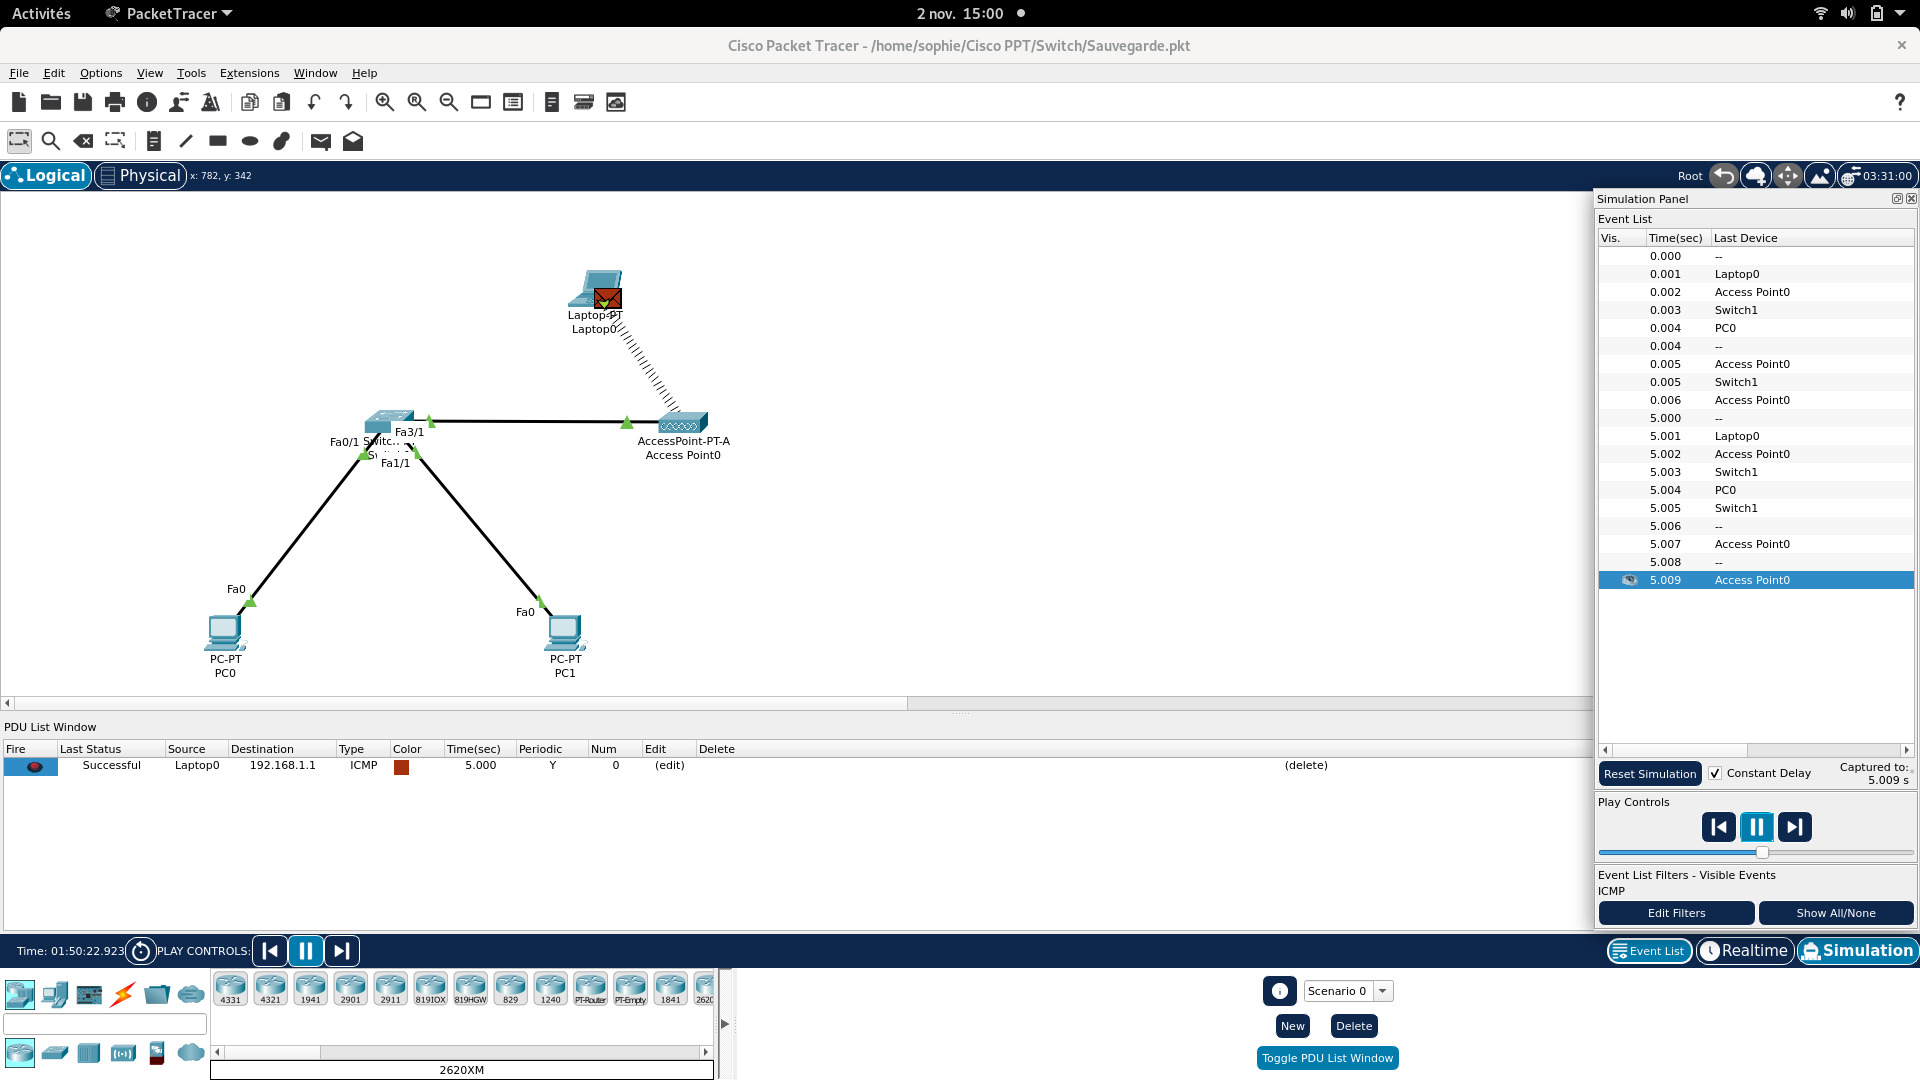 Activités PacketTracer 2 nov. 15:00
Cisco Packet Tracer - /home/sophie/Cisco PPT/Switch/Sauvegarde.pkt
File Edit Options View Tools Extensions Window Help
Logical Physical x: 782, y: 342 Root 03:31:00
Simulation Panel
Event List
Vis. Time(sec) Last Device
0.000 --
0.001 Laptop0
0.002 Access Point0
0.003 Switch1
0.004 PC0
0.004 --
0.005 Access Point0
0.005 Switch1
0.006 Access Point0
5.000 --
5.001 Laptop0
5.002 Access Point0
5.003 Switch1
5.004 PC0
5.005 Switch1
5.006 --
5.007 Access Point0
5.008 --
5.009 Access Point0
Reset Simulation Constant Delay Captured to:
5.009 s
Play Controls
Event List Filters - Visible Events
ICMP
Edit Filters Show All/None
Laptop-PT
Laptop0
Fa3/1
Fa0/1
Fa1/1
AccessPoint-PT-A
Access Point0
Fa0
Fa0
PC-PT
PC0
PC-PT
PC1
PDU List Window
Fire Last Status Source Destination Type Color Time(sec) Periodic Num Edit Delete
Successful Laptop0 192.168.1.1 ICMP 5.000 Y 0 (edit) (delete)
Time: 01:50:22.923 PLAY CONTROLS: Event List Realtime Simulation
4331 4321 1941 2901 2911 819IOX 819HGW 829 1240 PT-Router PT-Empty 1841 2620
2620XM
Scenario 0
New Delete
Toggle PDU List Window